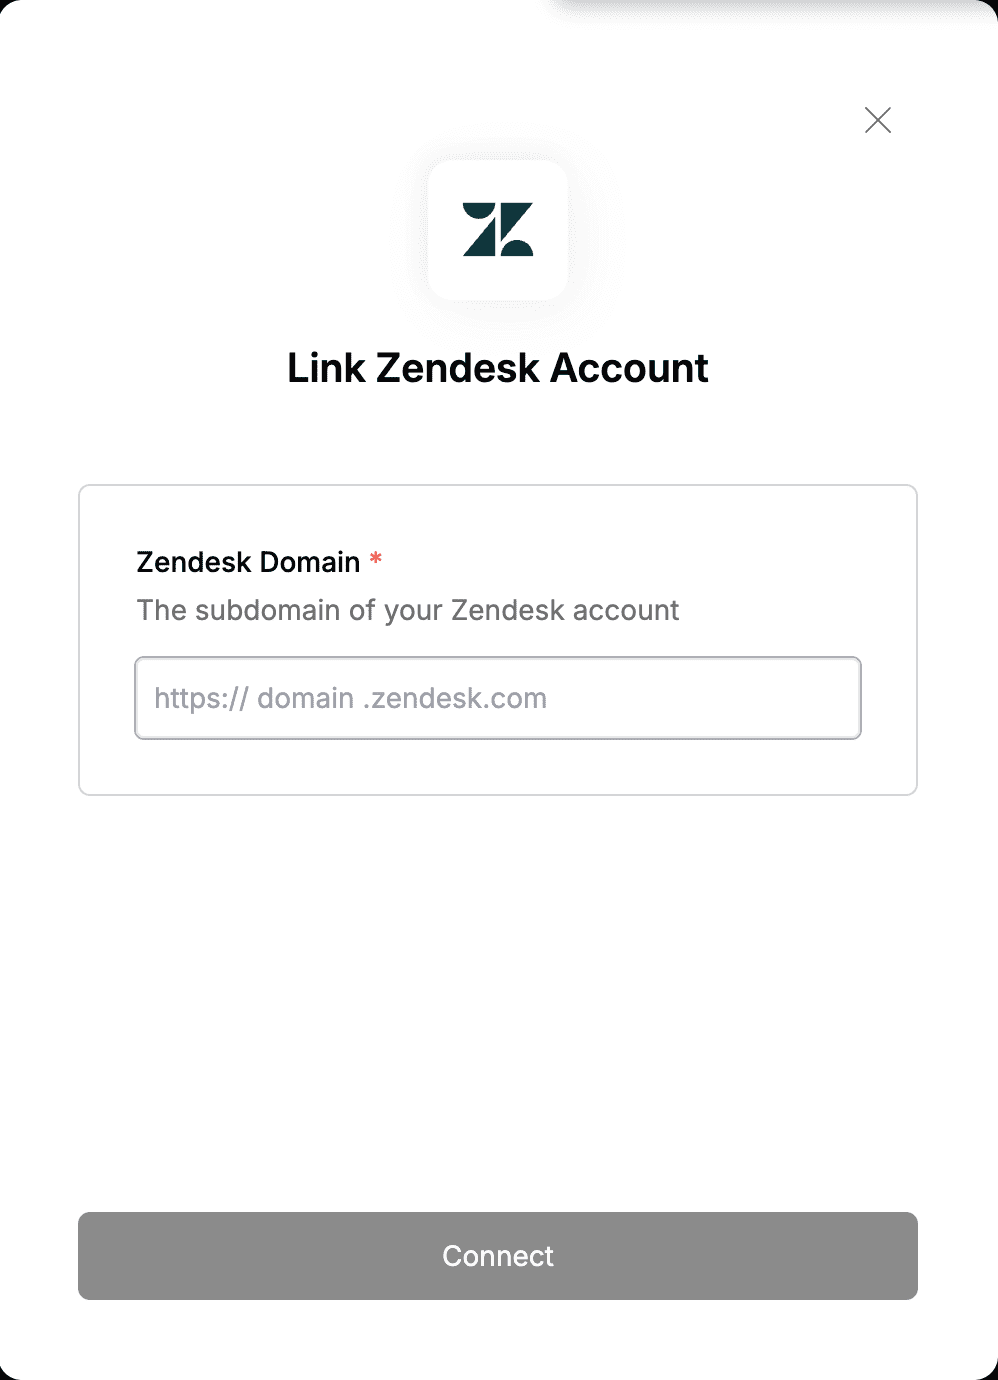 Link Zendesk Account
Zendesk Domain *
The subdomain of your Zendesk account
https:// domain .zendesk.com
Connect